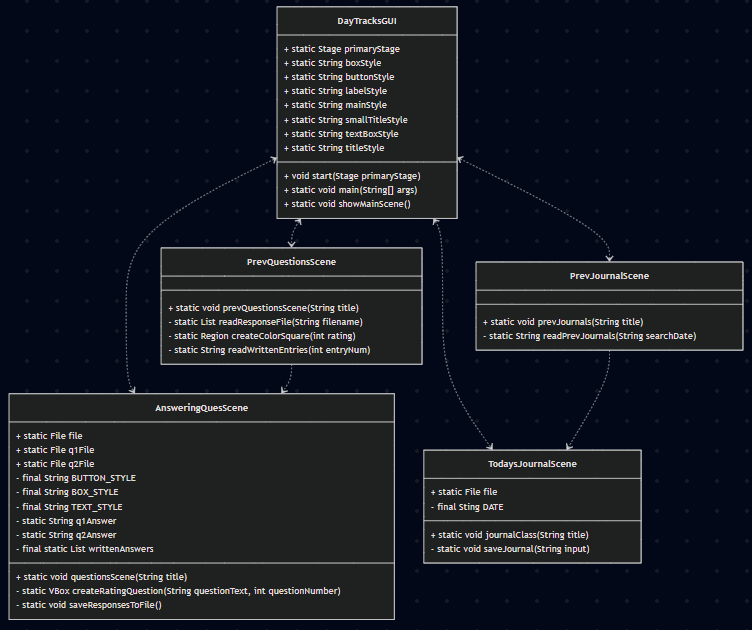 DayTracksGUI
+ static Stage primaryStage
+ static String boxStyle
+ static String buttonStyle
+ static String labelStyle
+ static String mainStyle
+ static String smallTitleStyle
+ static String textBoxStyle
+ static String titleStyle
+ void start(Stage primaryStage)
+ static void main(String[] args)
+ static void showMainScene()
PrevQuestionsScene
+ static void prevQuestionsScene(String title)
- static List readResponseFile(String filename)
- static Region createColorSquare(int rating)
- static String readWrittenEntries(int entryNum)
PrevJournalScene
+ static void prevJournals(String title)
- static String readPrevJournals(String searchDate)
AnsweringQuesScene
+ static File file
+ static File q1File
+ static File q2File
- final String BUTTON_STYLE
- final String BOX_STYLE
- final String TEXT_STYLE
- static String q1Answer
- static String q2Answer
- final static List writtenAnswers
+ static void questionsScene(String title)
- static VBox createRatingQuestion(String questionText, int questionNumber)
- static void saveResponsesToFile()
TodaysJournalScene
+ static File file
- final Sting DATE
+ static void journalClass(String title)
- static void saveJournal(String input)